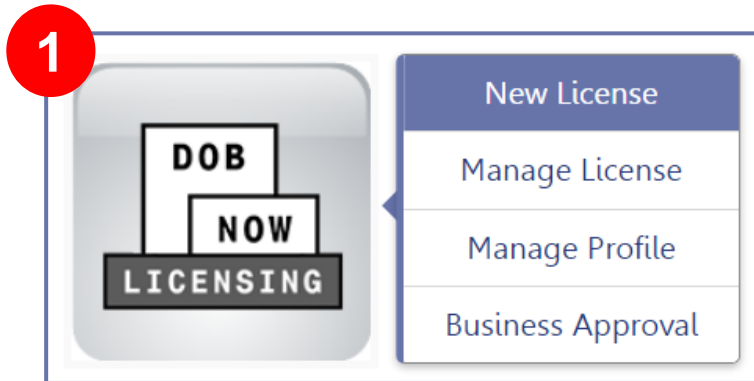 1
DOB
NOW
LICENSING
New License
Manage License
Manage Profile
Business Approval